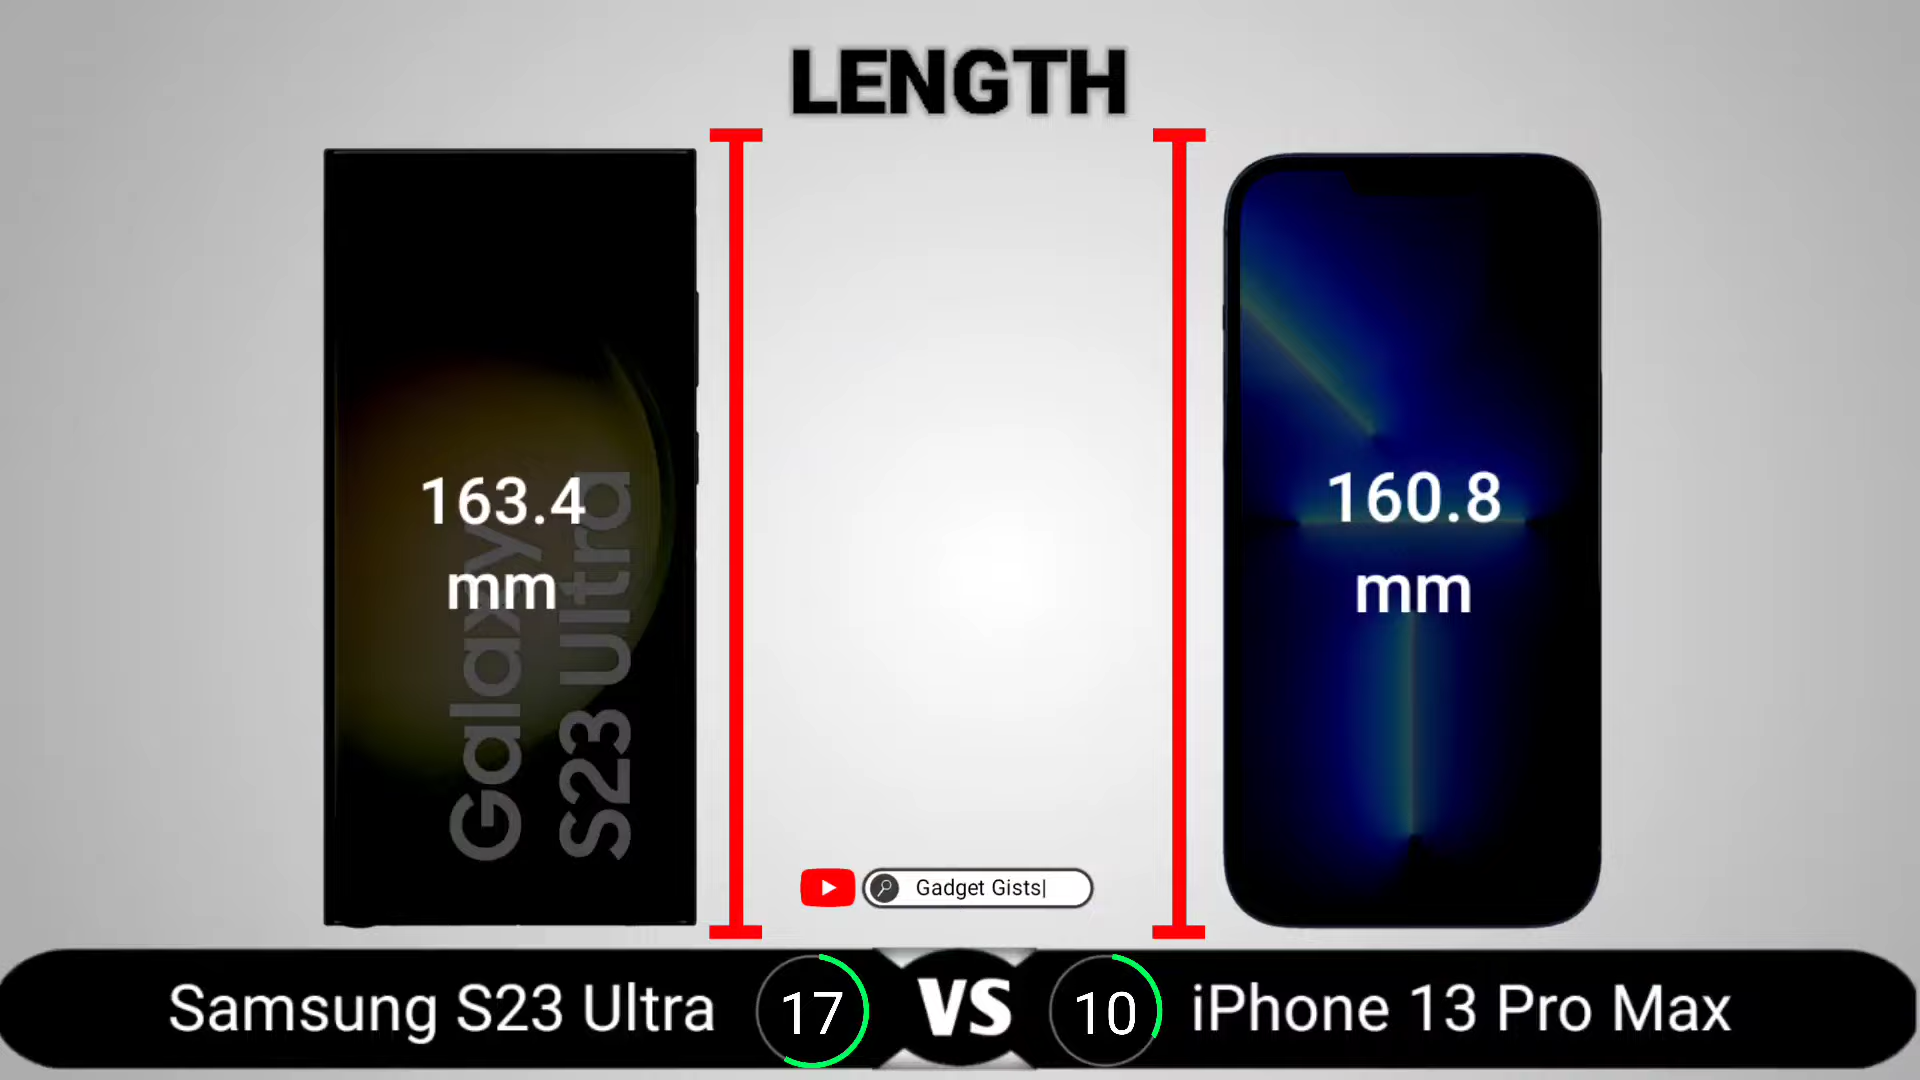 LENGTH
163.4
mm
Galaxy
S23 Ultra
160.8
mm
Gadget Gists|
Samsung S23 Ultra
17
VS
10
iPhone 13 Pro Max